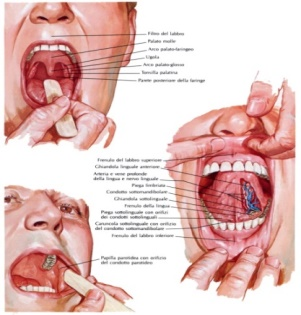 Filtro del labbro
Palato molle
Arco palato-faringeo
Ugola
Arco palato-glosso
Tonsilla palatina
Parete posteriore della faringe
Frenulo del labbro superiore
Ghiandola linguale anteriore
Arteria e vene profonde
della lingua e nervo linguale
Piega fimbriata
Condotto sottomandibolare
Ghiandola sottolinguale
Frenulo della lingua
Piega sottolinguale con orifizi
dei condotti sottolinguali
Caruncola sottolinguale con orifizio
del condotto sottomandibolare
Frenulo del labbro inferiore
Papilla parotidea con orifizio
del condotto parotideo